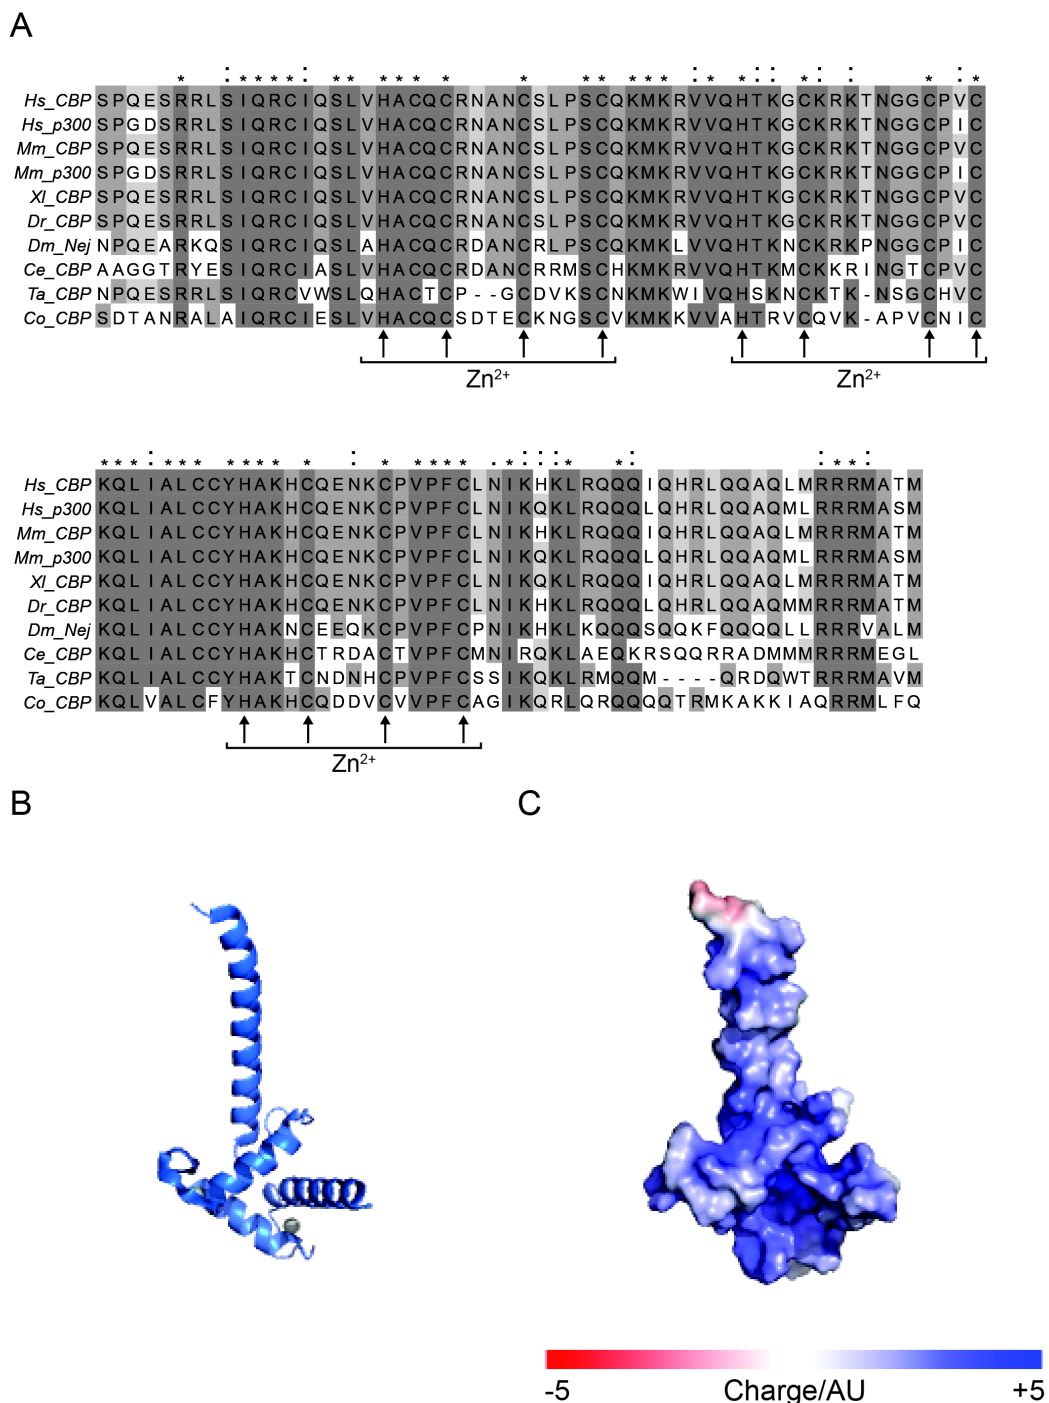 A
* : * * * * : * * * * * * * * * * * * : * * : : * : : * : *
Hs_CBP SPQESRRLSIQRCIQSLVHACQCRNANCSLPSCQKMKRVVQHTKGCKRKTNGGCPVC
Hs_p300 SPGDSRRLSIQRCIQSLVHACQCRNANCSLPSCQKMKRVVQHTKGCKRKTNGGCPIC
Mm_CBP SPQESRRLSIQRCIQSLVHACQCRNANCSLPSCQKMKRVVQHTKGCKRKTNGGCPVC
Mm_p300 SPGDSRRLSIQRCIQSLVHACQCRNANCSLPSCQKMKRVVQHTKGCKRKTNGGCPIC
Xl_CBP SPQESRRLSIQRCIQSLVHACQCRNANCSLPSCQKMKRVVQHTKGCKRKTNGGCPVC
Dr_CBP SPQESRRLSIQRCIQSLVHACQCRNANCSLPSCQKMKRVVQHTKGCKRKTNGGCPVC
Dm_Nej NPQEARKQSIQRCIQSLAHACQCRDANCRLPSCQKMKLVVQHTKNCKRKPNGGCPIC
Ce_CBP AAGGTRYESIQRCIASLVHACQCRDANCRRMSCHKMKRVVQHTKMCKKRINGTCPVC
Ta_CBP NPQESRRLSIQRCVWSLQHACTCP--GCDVKSCNKMKWIVQHSKNCKTK-NSGCHVC
Co_CBP SDTANRALAIQRCIESLVHACQCSDTECKNGSCVKMKKVVAHTRVCQVK-APVCNIC
Zn2+ Zn2+
* * * : * * * * * * * * : * * * * * . * : : : * * : : * * :
Hs_CBP KQLIALCCYHAKHCQENKCPVPFCLNIKHKLRQQQIQHRLQQAQLMRRRMATM
Hs_p300 KQLIALCCYHAKHCQENKCPVPFCLNIKQKLRQQQLQHRLQQAQMLRRRMASM
Mm_CBP KQLIALCCYHAKHCQENKCPVPFCLNIKHKLRQQQIQHRLQQAQLMRRRMATM
Mm_p300 KQLIALCCYHAKHCQENKCPVPFCLNIKQKLRQQQLQHRLQQAQMLRRRMASM
Xl_CBP KQLIALCCYHAKHCQENKCPVPFCLNIKQKLRQQQIQHRLQQAQLMRRRMATM
Dr_CBP KQLIALCCYHAKHCQENKCPVPFCLNIKHKLRQQQLQHRLQQAQMMRRRMATM
Dm_Nej KQLIALCCYHAKNCEEQKCPVPFCPNIKHKLKQQQSQQKFQQQQLLRRRVALM
Ce_CBP KQLIALCCYHAKHCTRDACTVPFCMNIRQKLAEQKRSQQRRADMMMRRRMEGL
Ta_CBP KQLIALCCYHAKTCNDNHCPVPFCSSIKQKLRMQQM----QRDQWTRRRMAVM
Co_CBP KQLVALCFYHAKHCQDDVCVVPFCAGIKQRLQRQQQQTRMKAKKIAQRRMLFQ
Zn2+
B
C
-5 Charge/AU +5